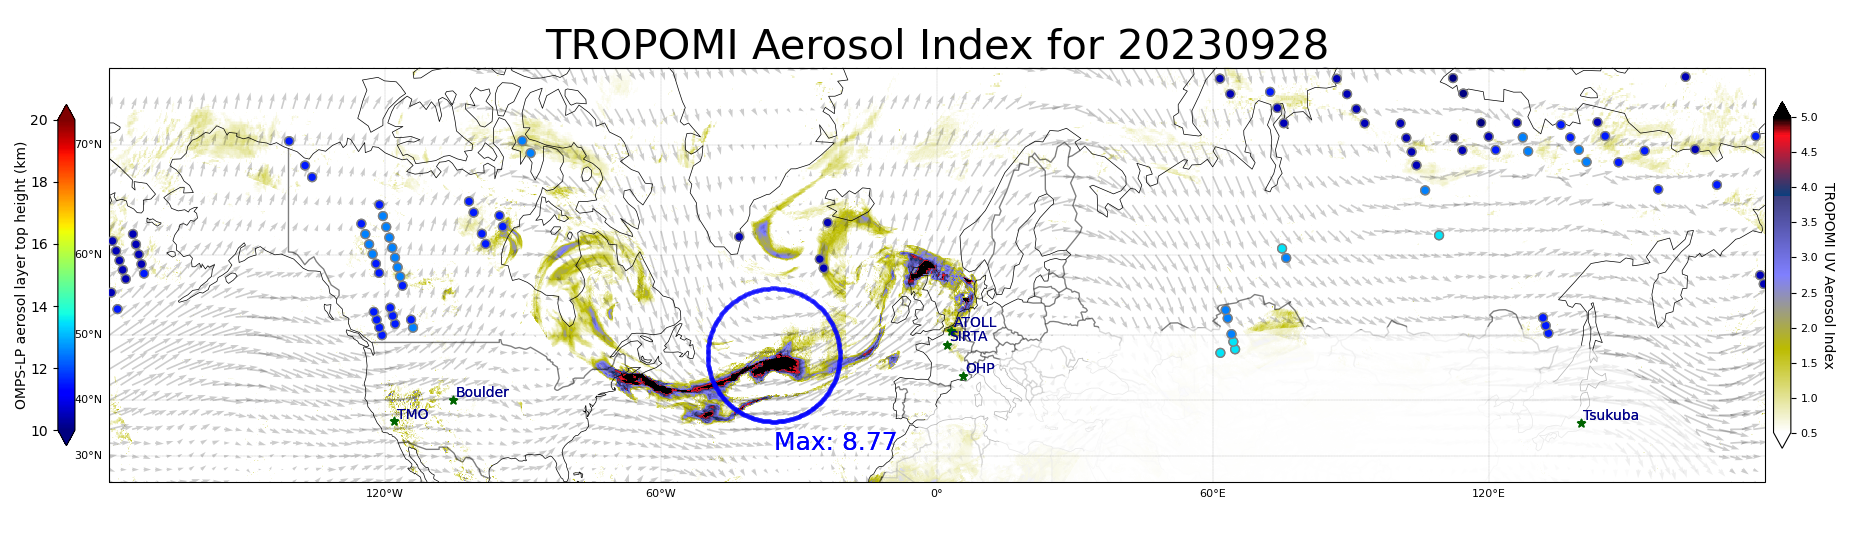 TROPOMI Aerosol Index for 20230928
OMPS-LP aerosol layer top height (km)
20
18
16
14
12
10
70°N
60°N
50°N
40°N
30°N
120°W
60°W
0°
60°E
120°E
ATOLL
SIRTA
OHP
Boulder
TMO
Tsukuba
Max: 8.77
5.0
4.5
4.0
3.5
3.0
2.5
2.0
1.5
1.0
0.5
TROPOMI UV Aerosol Index